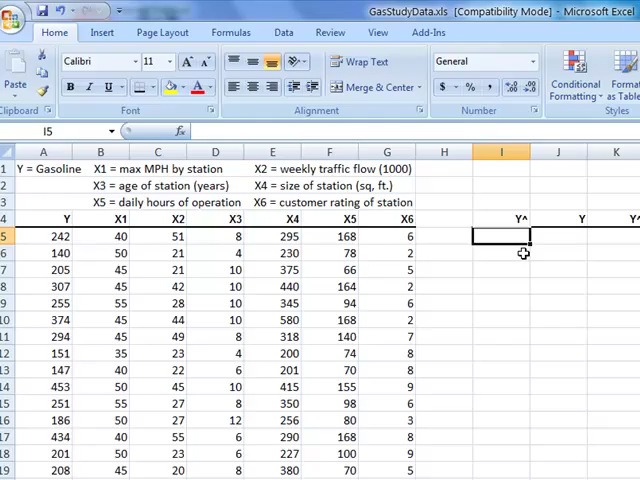 GasStudyData.xls [Compatibility Mode] - Microsoft Excel
Home Insert Page Layout Formulas Data Review View Add-Ins
Calibri 11 A A Wrap Text General
Paste B I U A Merge & Center $ % , .0 .00 .00 .0 Conditional Formatting Format as Table
Clipboard Font Alignment Number Styles
I5 fx
A B C D E F G H I J K
1 Y = Gasoline X1 = max MPH by station X2 = weekly traffic flow (1000)
2 X3 = age of station (years) X4 = size of station (sq, ft.)
3 X5 = daily hours of operation X6 = customer rating of station
4 Y X1 X2 X3 X4 X5 X6 Y^ Y Y^
5 242 40 51 8 295 168 6
6 140 50 21 4 230 78 2
7 205 45 21 10 375 66 5
8 307 45 42 10 440 164 2
9 255 55 28 10 345 94 6
10 374 45 44 10 580 168 2
11 294 45 49 8 318 140 7
12 151 35 23 4 200 74 8
13 147 40 22 6 201 70 8
14 453 50 45 10 415 155 9
15 251 55 27 8 350 98 6
16 186 50 27 12 256 80 3
17 434 40 55 6 290 168 8
18 201 50 23 6 227 100 9
19 208 45 20 8 380 70 5